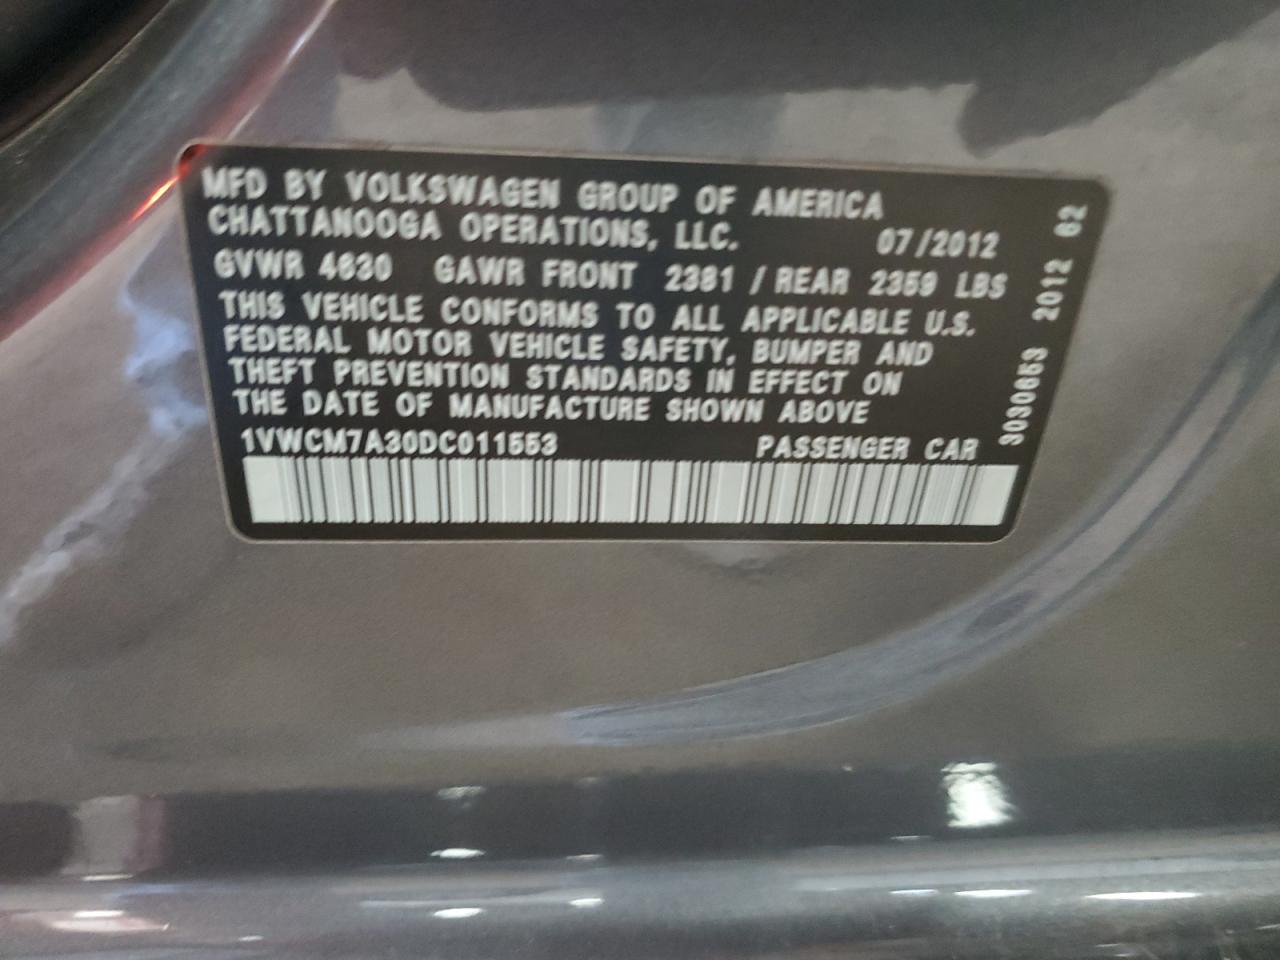 MFD BY VOLKSWAGEN GROUP OF AMERICA
CHATTANOOGA OPERATIONS, LLC. 07/2012
GVWR 4630 GAWR FRONT 2381 / REAR 2359 LBS
THIS VEHICLE CONFORMS TO ALL APPLICABLE U.S.
FEDERAL MOTOR VEHICLE SAFETY, BUMPER AND
THEFT PREVENTION STANDARDS IN EFFECT ON
THE DATE OF MANUFACTURE SHOWN ABOVE
1VWCM7A30DC011553 PASSENGER CAR
3030653 2012 62